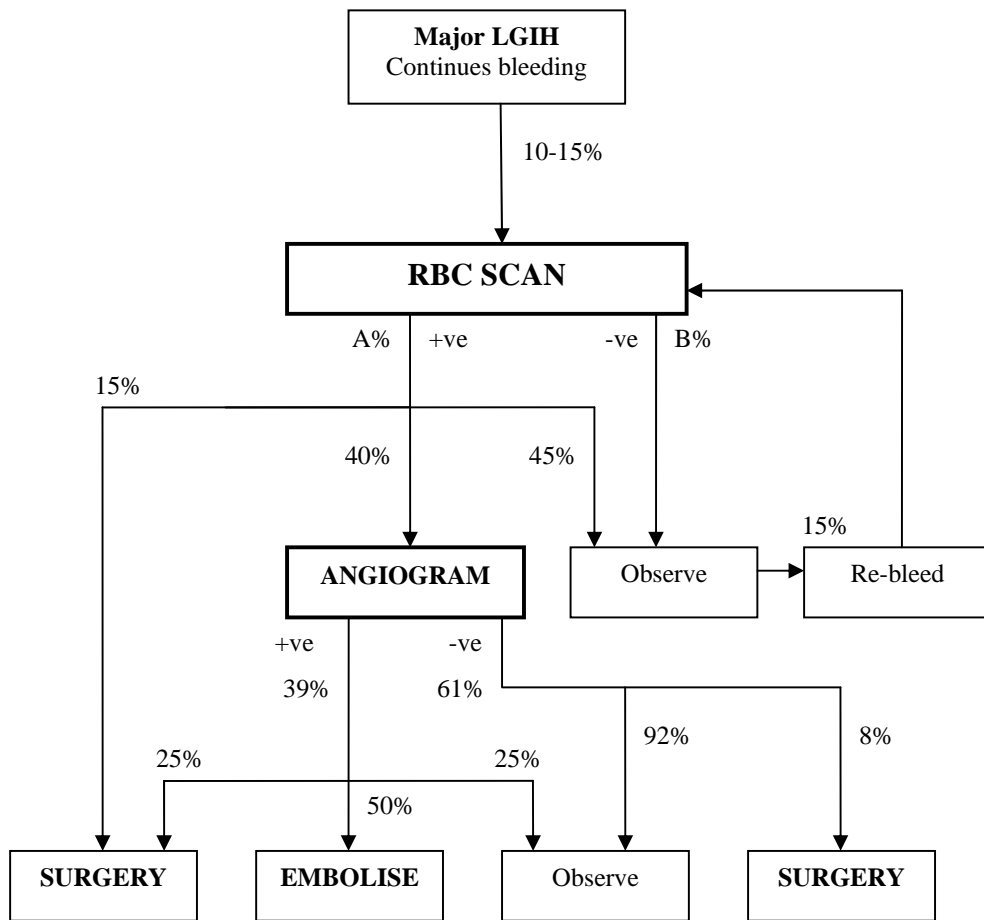 Major LGIH
Continues bleeding
10-15%
RBC SCAN
A% +ve -ve B%
15%
40% 45%
15%
ANGIOGRAM Observe Re-bleed
+ve -ve
39% 61%
92% 8%
25% 25%
50%
SURGERY EMBOLISE Observe SURGERY